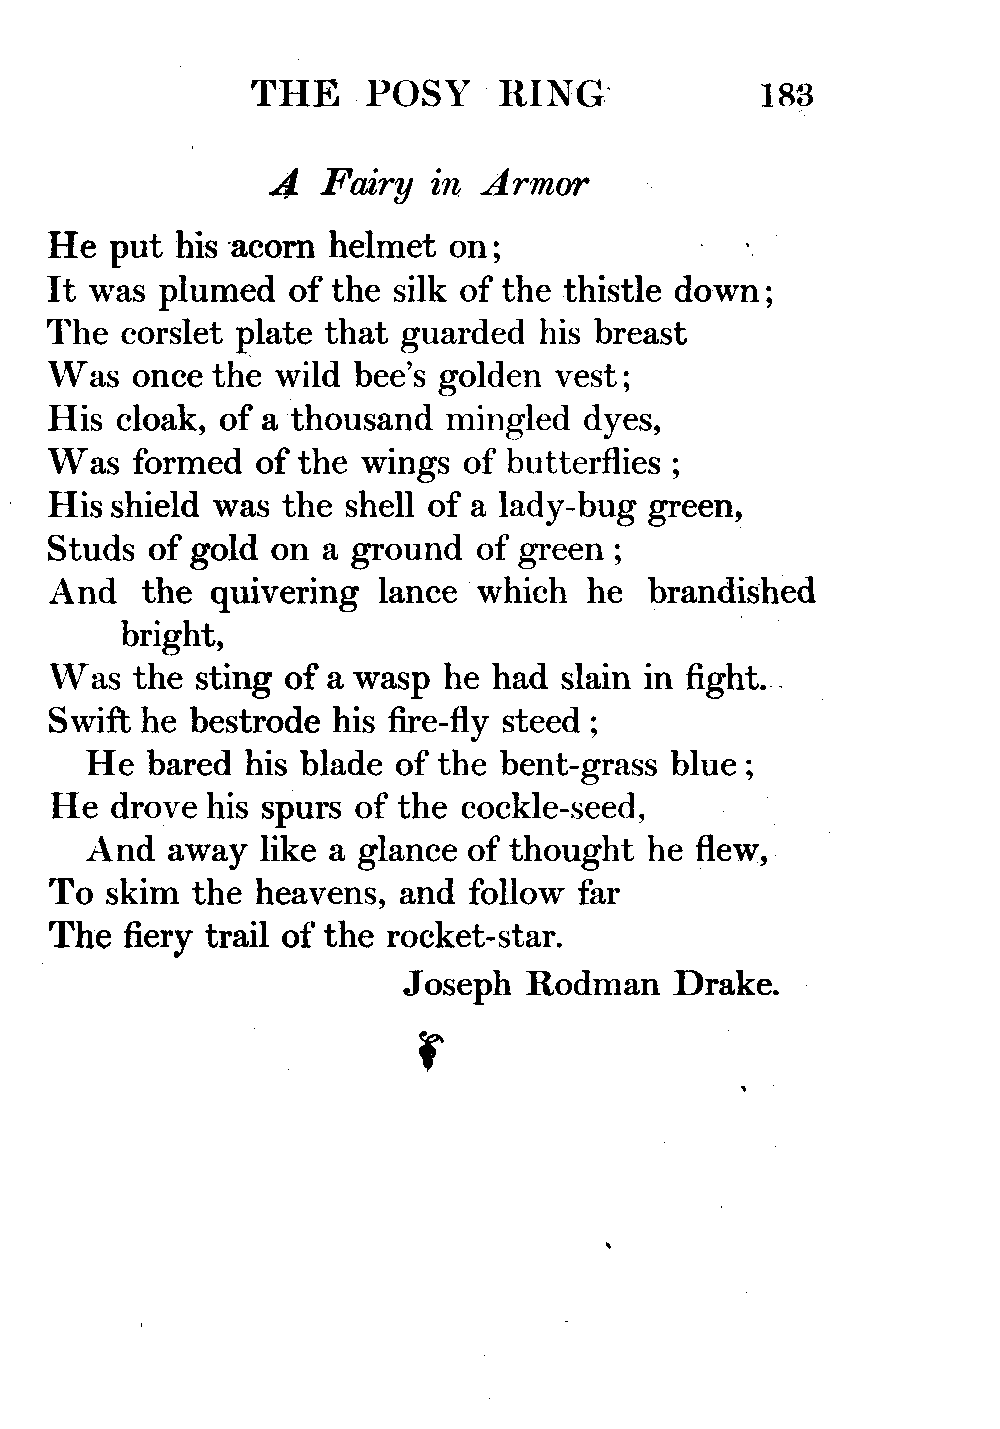 THE POSY RING 183
A Fairy in Armor
He put his acorn helmet on;
It was plumed of the silk of the thistle down;
The corslet plate that guarded his breast
Was once the wild bee's golden vest;
His cloak, of a thousand mingled dyes,
Was formed of the wings of butterflies ;
His shield was the shell of a lady-bug green,
Studs of gold on a ground of green ;
And the quivering lance which he brandished
bright,
Was the sting of a wasp he had slain in fight.
Swift he bestrode his fire-fly steed ;
He bared his blade of the bent-grass blue ;
He drove his spurs of the cockle-seed,
And away like a glance of thought he flew,
To skim the heavens, and follow far
The fiery trail of the rocket-star.
Joseph Rodman Drake.